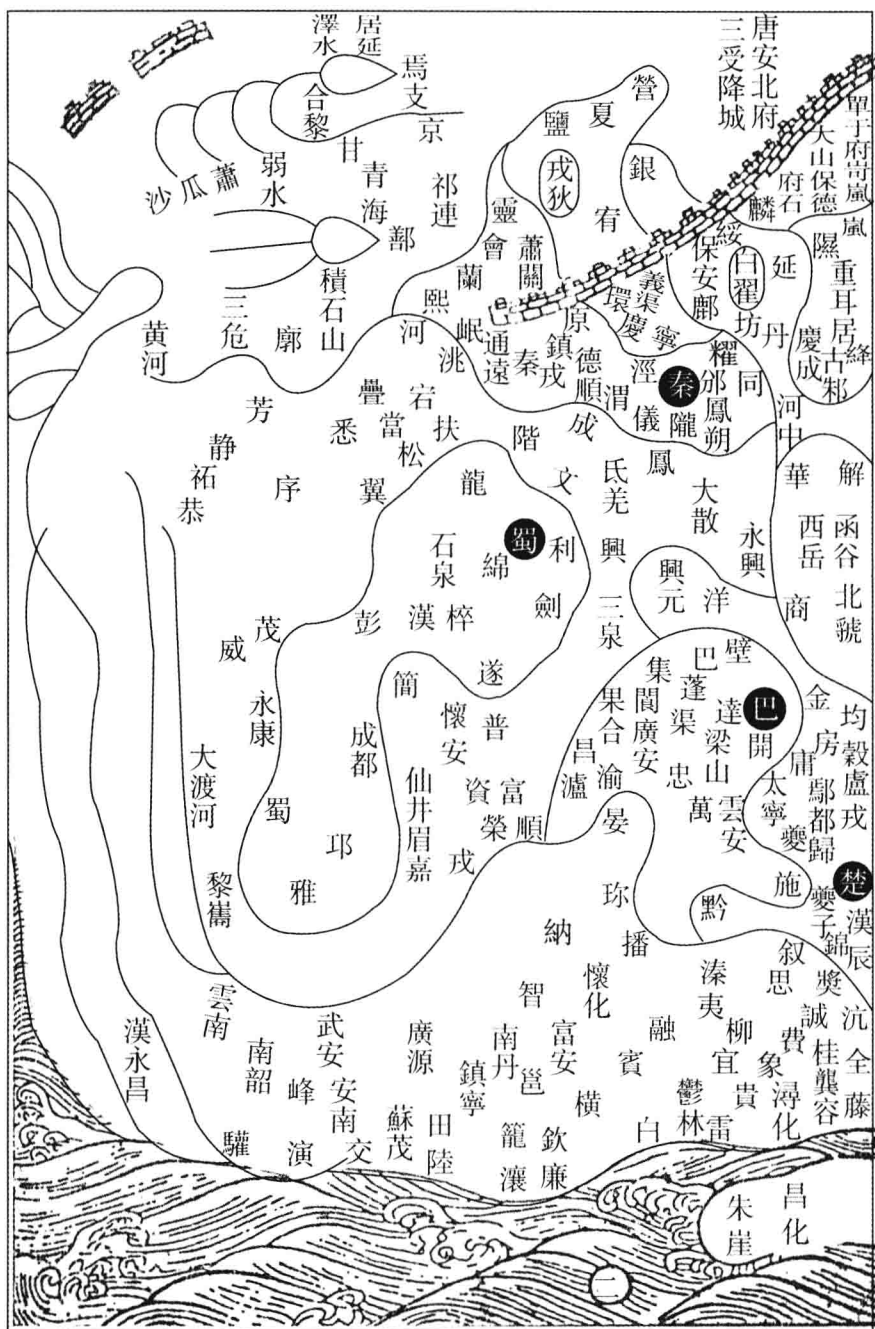 唐安北府
三受降城
單于府岢嵐
大山保德
府石
麟
嵐
隰
重耳居
古
絳
慶成
居延
澤水
焉支
合黎
京
甘
弱水
蕭
瓜
沙
青海
祁連
鄯
積石山
廓
三危
黄河
營
夏
鹽
戎狄
銀
宥
靈
會
蘭
蕭關
熙
河
岷
洮
通遠
秦
鎮戎
原
德順
環慶
義渠
寧
保安
鄜
綏
白翟
延
丹
坊
涇
渭
儀
隴
秦
耀
邠
鳳
朔
同
河中
華
解
西岳
函谷
北虢
商
芳
静
祐
恭
序
悉
疊
當
宕
松
翼
扶
階
成
文
龍
氐羌
鳳
大散
永興
興
興元
洋
三泉
蜀
利
劍
綿
石泉
漢
梓
彭
茂
威
永康
遂
簡
懷安
普
成都
仙井
眉
嘉
資
富順
榮
戎
蜀
邛
雅
大渡河
黎
巂
壁
巴
集
蓬
達
巴
開
果
合
閬
廣安
渠
梁山
昌
瀘
渝
忠
萬
雲安
太寧
夔
施
金
均
房
庸
穀
盧戎
鄢都
歸
楚
夔子
漢
錦
辰
晏
珎
播
黔
叙
思
獎
溱
夷
納
懷化
智
富安
南丹
邕
融
賓
柳
宜
費
象
誠
桂
龔
容
沅
全
藤
潯
化
貴
鬱林
雷
白
橫
欽
廉
籠
瀼
鎮寧
廣源
田
陸
蘇茂
武安
安南
交
峰
演
南詔
驩
雲南
漢永昌
昌化
朱崖
二